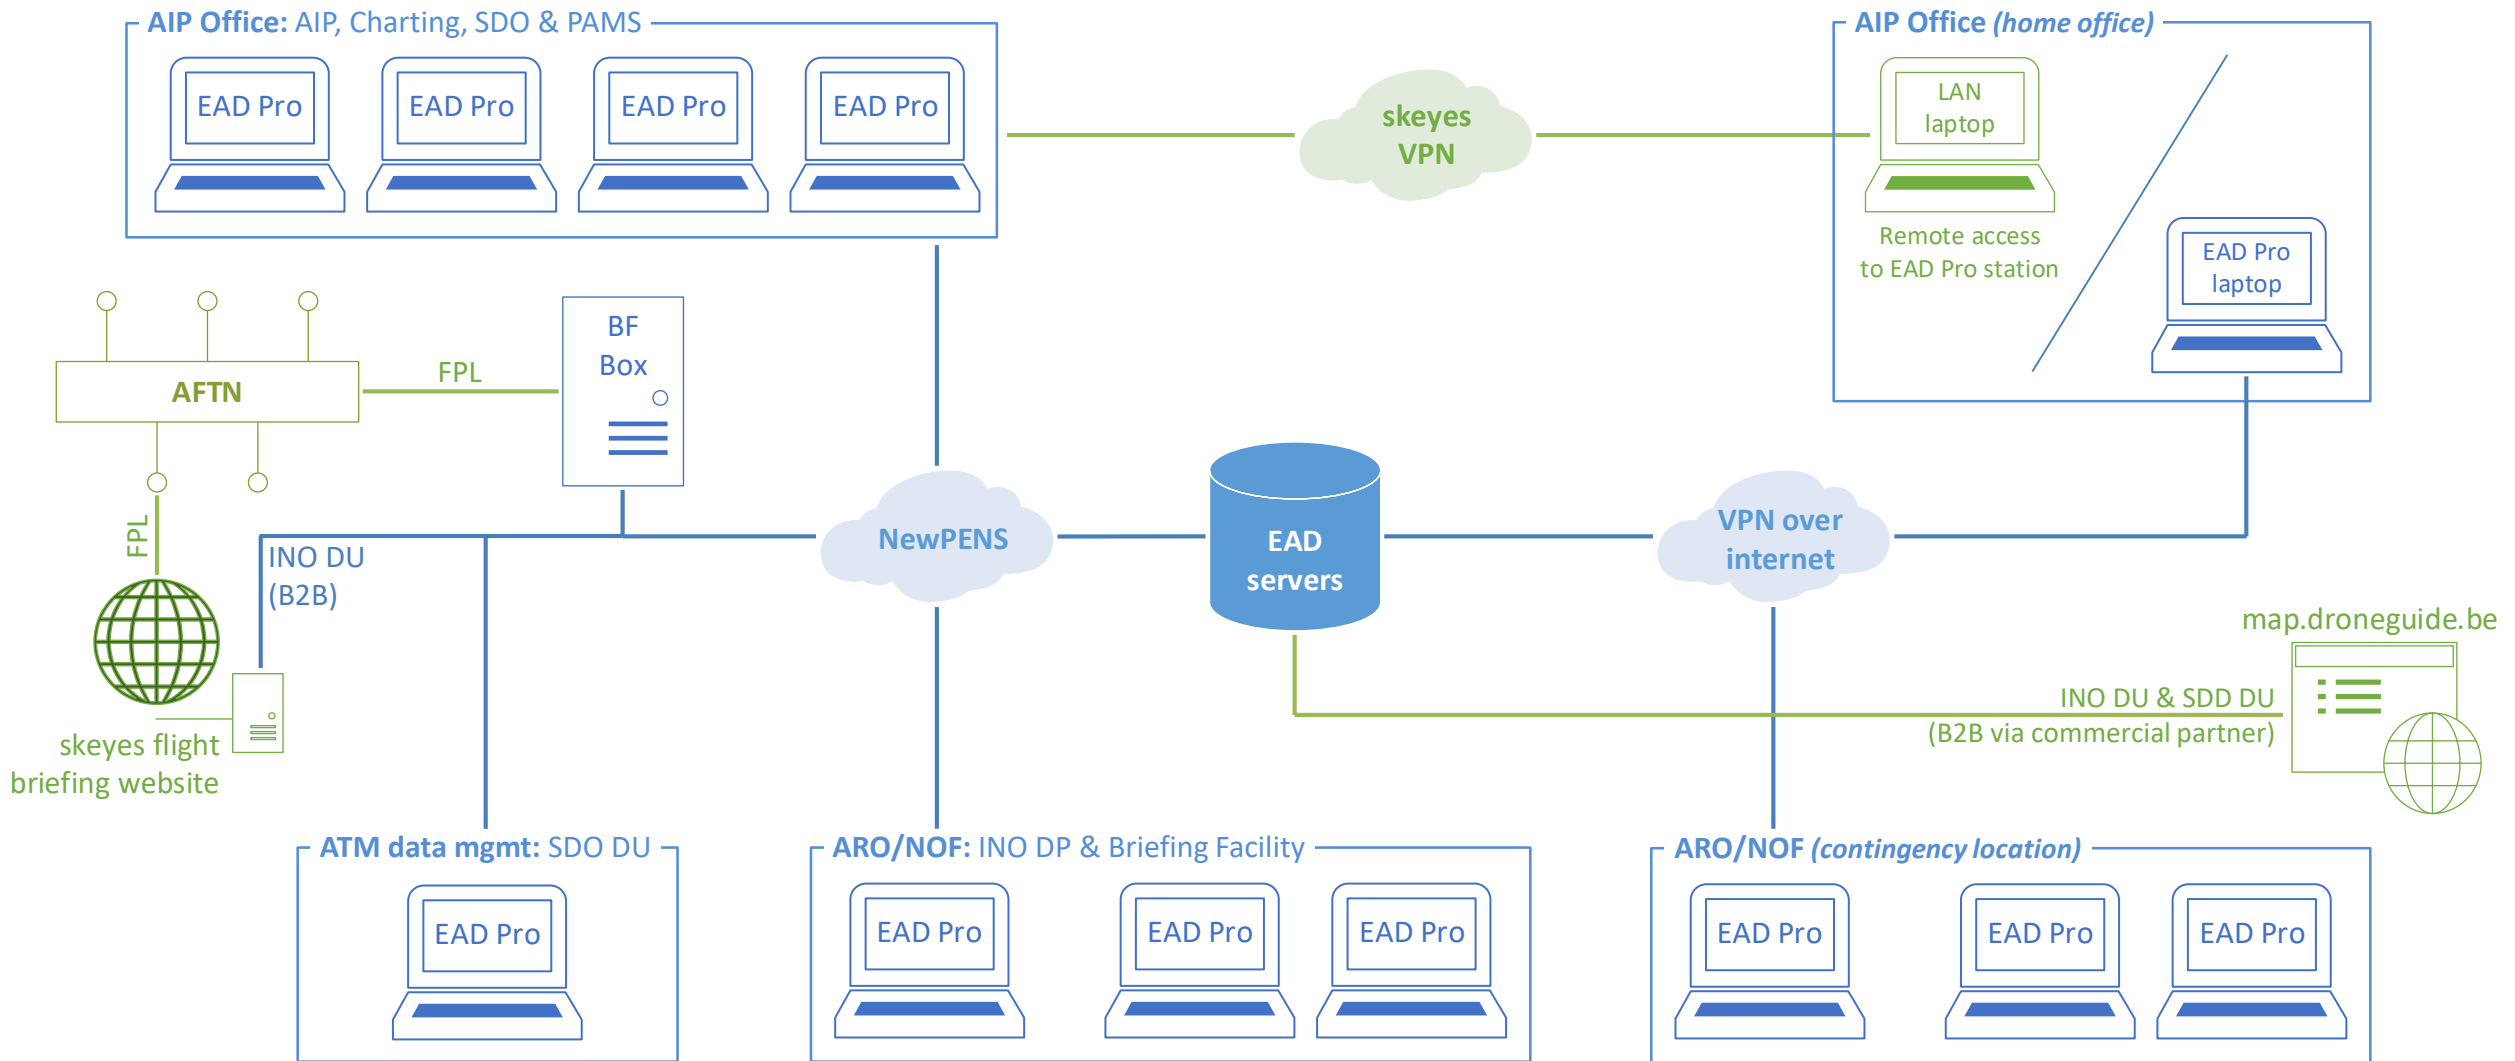 AIP Office: AIP, Charting, SDO & PAMS
EAD Pro
EAD Pro
EAD Pro
EAD Pro
skeyes
VPN
AIP Office (home office)
LAN
laptop
Remote access
to EAD Pro station
EAD Pro
laptop
BF
Box
FPL
AFTN
FPL
INO DU
(B2B)
NewPENS
EAD
servers
VPN over
internet
map.droneguide.be
INO DU & SDD DU
(B2B via commercial partner)
skeyes flight
briefing website
ATM data mgmt: SDO DU
EAD Pro
ARO/NOF: INO DP & Briefing Facility
EAD Pro
EAD Pro
EAD Pro
ARO/NOF (contingency location)
EAD Pro
EAD Pro
EAD Pro